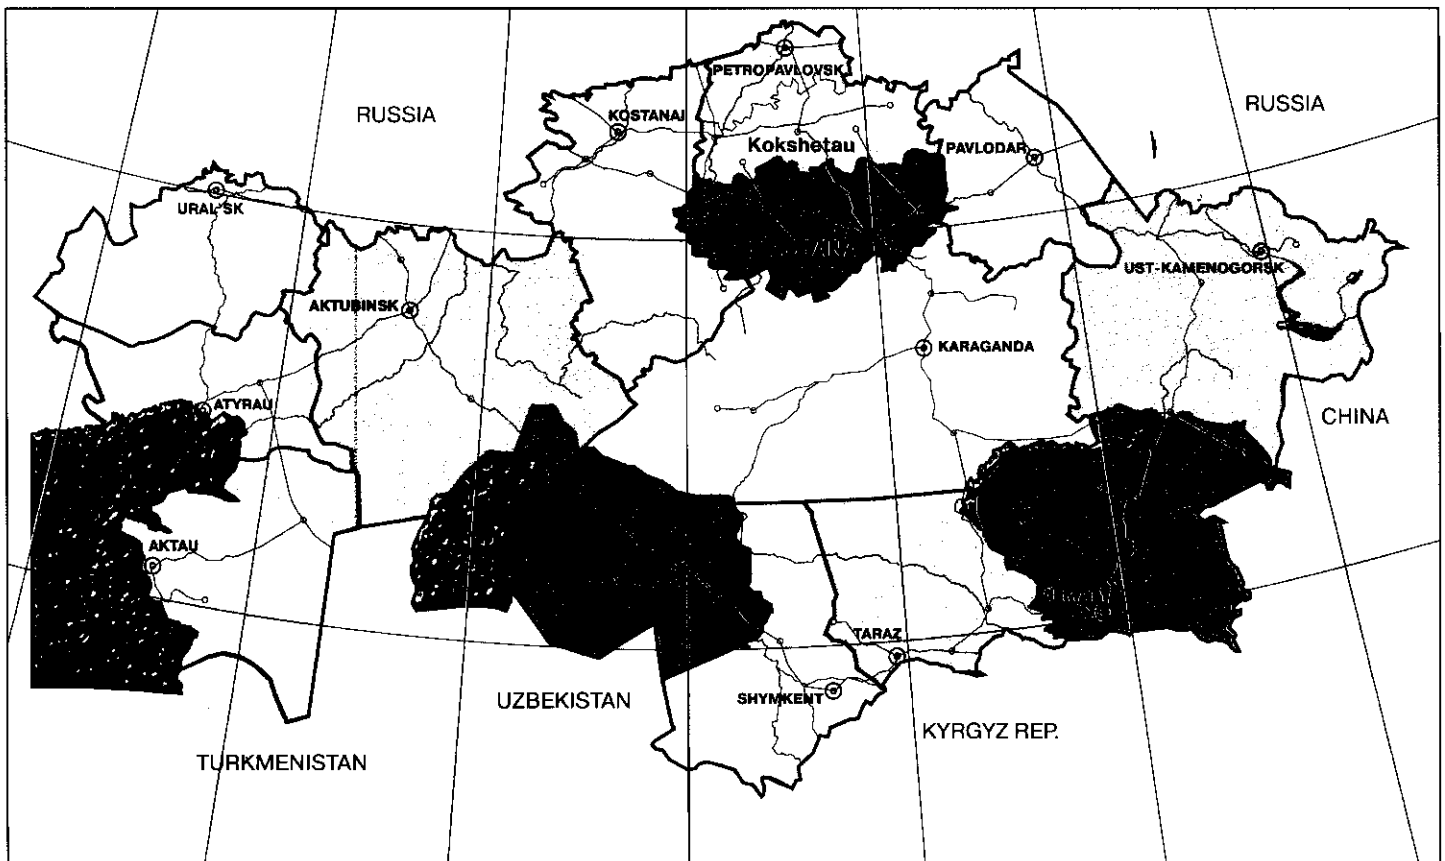 PETROPAVLOVSK
RUSSIA
KOSTANAI
RUSSIA
Kokshetau
PAVLODAR
URAL'SK
UST-KAMENOGORSK
AKTUBINSK
KARAGANDA
ATYRAU
CHINA
AKTAU
TARAZ
SHYMKENT
UZBEKISTAN
KYRGYZ REP.
TURKMENISTAN